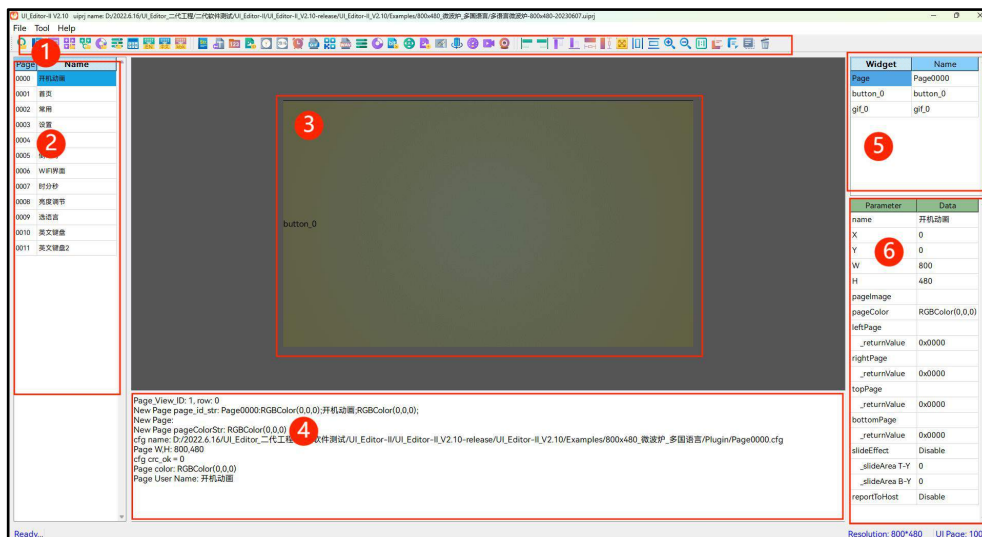 UI_Editor-II V2.10 uiprj name: D:/2022.6.16/UI_Editor_二代工程/二代软件测试/UI_Editor-II/UI_Editor-II_V2.10-release/UI_Editor-II_V2.10/Examples/800x480_微波炉_多国语言/多语言微波炉-800x480-20230607.uiprj
File Tool Help
1
Page Name
0000 开机动画
0001 首页
0002 常用
0003 设置
0004
0005
0006 WIFI界面
0007 时分秒
0008 亮度调节
0009 选语言
0010 英文键盘
0011 英文键盘2
2
3
button_0
Page_View_ID: 1, row: 0
New Page page_id_str: Page0000:RGBColor(0,0,0);开机动画;RGBColor(0,0,0);
New Page:
New Page pageColorStr: RGBColor(0,0,0)
cfg name: D:/2022.6.16/UI_Editor_二代工程/二代软件测试/UI_Editor-II/UI_Editor-II_V2.10-release/UI_Editor-II_V2.10/Examples/800x480_微波炉_多国语言/Plugin/Page0000.cfg
Page W,H: 800,480
cfg crc_ok = 0
Page color: RGBColor(0,0,0)
Page User Name: 开机动画
4
Widget Name
Page Page0000
button_0 button_0
gif_0 gif_0
5
Parameter Data
name 开机动画
X 0
Y 0
W 800
H 480
pageImage
pageColor RGBColor(0,0,0)
leftPage
_returnValue 0x0000
rightPage
_returnValue 0x0000
topPage
_returnValue 0x0000
bottomPage
_returnValue 0x0000
slideEffect Disable
_slideArea T-Y 0
_slideArea B-Y 0
reportToHost Disable
6
Ready...
Resolution: 800*480 UI Page: 100